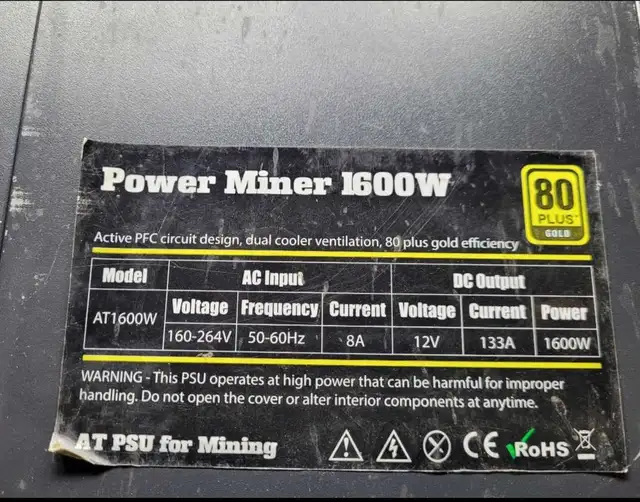 Power Miner 1600W
80
PLUS
GOLD
Active PFC circuit design, dual cooler ventilation, 80 plus gold efficiency
Model AC Input DC Output
Voltage Frequency Current Voltage Current Power
AT1600W 160-264V 50-60Hz 8A 12V 133A 1600W
WARNING - This PSU operates at high power that can be harmful for improper
handling. Do not open the cover or alter interior components at anytime.
AT PSU for Mining CE RoHS